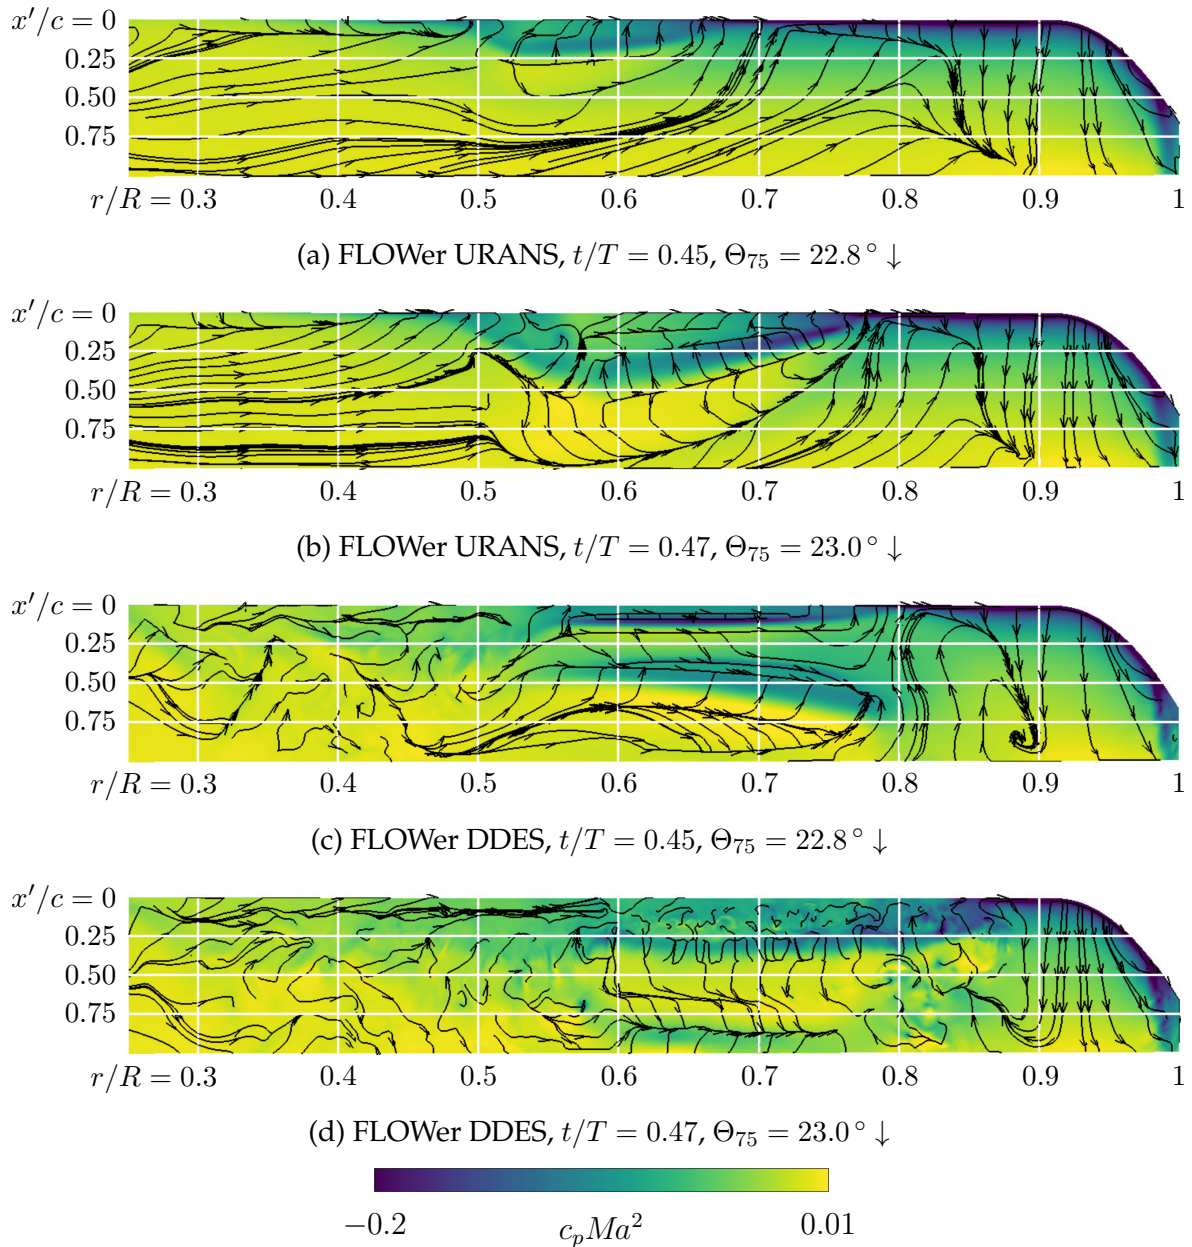 x′/c = 0
0.25
0.50
0.75
r/R = 0.3 0.4 0.5 0.6 0.7 0.8 0.9 1
(a) FLOWer URANS, t/T = 0.45, Θ75 = 22.8 ° ↓
x′/c = 0
0.25
0.50
0.75
r/R = 0.3 0.4 0.5 0.6 0.7 0.8 0.9 1
(b) FLOWer URANS, t/T = 0.47, Θ75 = 23.0 ° ↓
x′/c = 0
0.25
0.50
0.75
r/R = 0.3 0.4 0.5 0.6 0.7 0.8 0.9 1
(c) FLOWer DDES, t/T = 0.45, Θ75 = 22.8 ° ↓
x′/c = 0
0.25
0.50
0.75
r/R = 0.3 0.4 0.5 0.6 0.7 0.8 0.9 1
(d) FLOWer DDES, t/T = 0.47, Θ75 = 23.0 ° ↓
−0.2 cpMa² 0.01